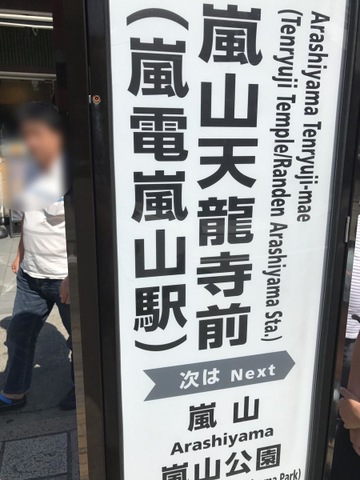 嵐山天龍寺前
(嵐電嵐山駅)
Arashiyama Tenryuji-mae
(Tenryuji Temple/Randen Arashiyama Sta.)
次は Next
嵐山
Arashiyama
嵐山公園
Park)